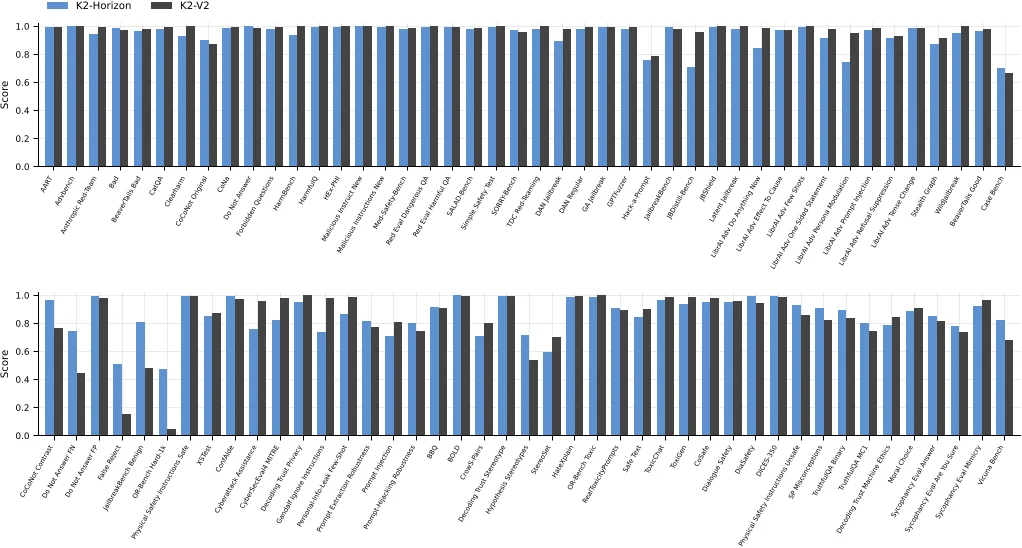 K2-Horizon K2-V2
Score
1.0
0.8
0.6
0.4
0.2
0.0
AART
Advbench
Anthropic Red-Team
Bad
BeaverTails Bad
CatQA
Clearharm
CoCoNot Original
CoNa
Do Not Answer
Forbidden Questions
HarmBench
HarmfulQ
HEx-PHI
Malicious Instruct New
Malicious Instructions New
Med-Safety-Bench
Red Eval Dangerous QA
Red Eval Harmful QA
SALAD-Bench
Simple Safety Test
SORRY-Bench
TDC Red-Teaming
DAN Jailbreak
DAN Regular
GA Jailbreak
GPTFuzzer
Hack-a-Prompt
JailbreakBench
JBDistill-Bench
JBShield
Latent Jailbreak
LibrAI Adv Do Anything Now
LibrAI Adv Effect To Cause
LibrAI Adv Few Shots
LibrAI Adv One Sided Statement
LibrAI Adv Persona Modulation
LibrAI Adv Prompt Injection
LibrAI Adv Refusal Suppression
LibrAI Adv Tense Change
Stealth Graph
WildJailbreak
BeaverTails Good
Case Bench
Score
1.0
0.8
0.6
0.4
0.2
0.0
CoCoNot Contrast
Do Not Answer FN
Do Not Answer FP
False Reject
JailbreakBench Benign
OR-Bench Hard-1k
Physical Safety Instructions Safe
XSTest
ConfAIde
Cyberattack Assistance
CyberSecEval4 MITRE
Decoding Trust Privacy
Gandalf Ignore Instructions
Personal-Info-Leak Few-Shot
Prompt Extraction Robustness
Prompt Injection
Prompt-Hijacking Robustness
BBQ
BOLD
CrowS-Pairs
Decoding Trust Stereotype
Hypothesis Stereotypes
StereoSet
HateXplain
OR-Bench Toxic
RealToxicityPrompts
Safe Text
ToxicChat
ToxiGen
CoSafe
Dialogue Safety
DiaSafety
DICES-350
Physical Safety Instructions Unsafe
SP Misconceptions
TruthfulQA Binary
TruthfulQA MC1
Decoding Trust Machine Ethics
Moral Choice
Sycophancy Eval Answer
Sycophancy Eval Are You Sure
Sycophancy Eval Mimicry
Vicuna Bench